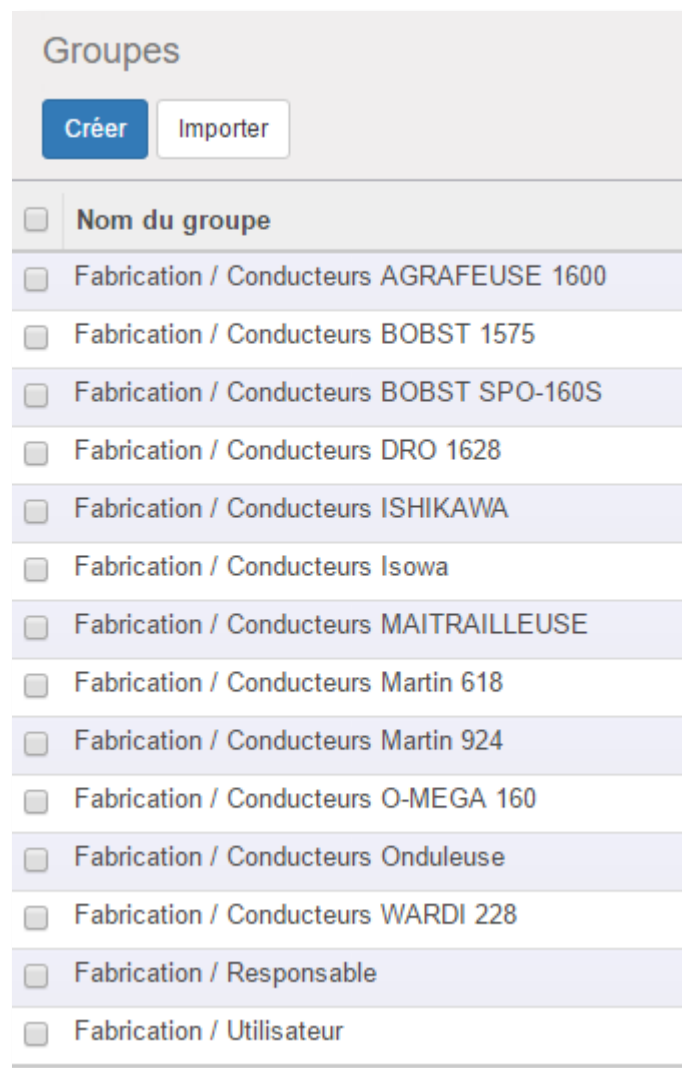 Groupes
Créer Importer
Nom du groupe
Fabrication / Conducteurs AGRAFEUSE 1600
Fabrication / Conducteurs BOBST 1575
Fabrication / Conducteurs BOBST SPO-160S
Fabrication / Conducteurs DRO 1628
Fabrication / Conducteurs ISHIKAWA
Fabrication / Conducteurs Isowa
Fabrication / Conducteurs MAITRAILLEUSE
Fabrication / Conducteurs Martin 618
Fabrication / Conducteurs Martin 924
Fabrication / Conducteurs O-MEGA 160
Fabrication / Conducteurs Onduleuse
Fabrication / Conducteurs WARDI 228
Fabrication / Responsable
Fabrication / Utilisateur